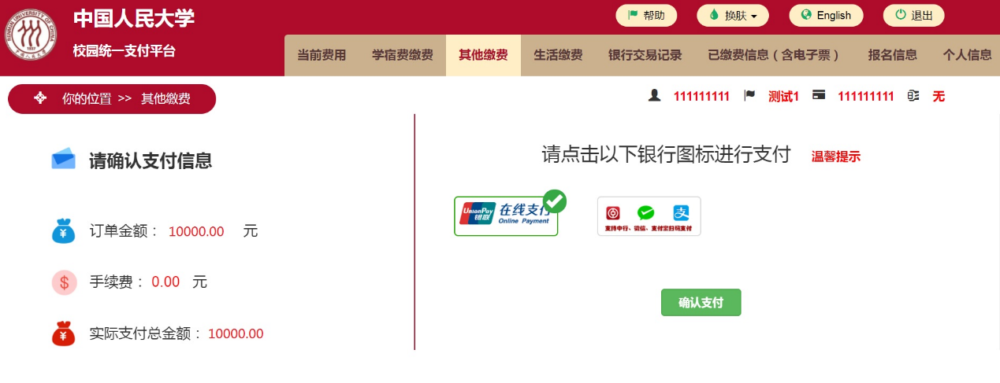 中国人民大学
校园统一支付平台
帮助 换肤 English 退出
当前费用 学宿费缴费 其他缴费 生活缴费 银行交易记录 已缴费信息（含电子票） 报名信息 个人信息
你的位置 >> 其他缴费
111111111 测试1 111111111 无
请确认支付信息
订单金额： 10000.00 元
手续费： 0.00 元
实际支付总金额： 10000.00
请点击以下银行图标进行支付 温馨提示
UnionPay 银联 在线支付 Online Payment
支持中行、微信、支付宝扫码支付
确认支付